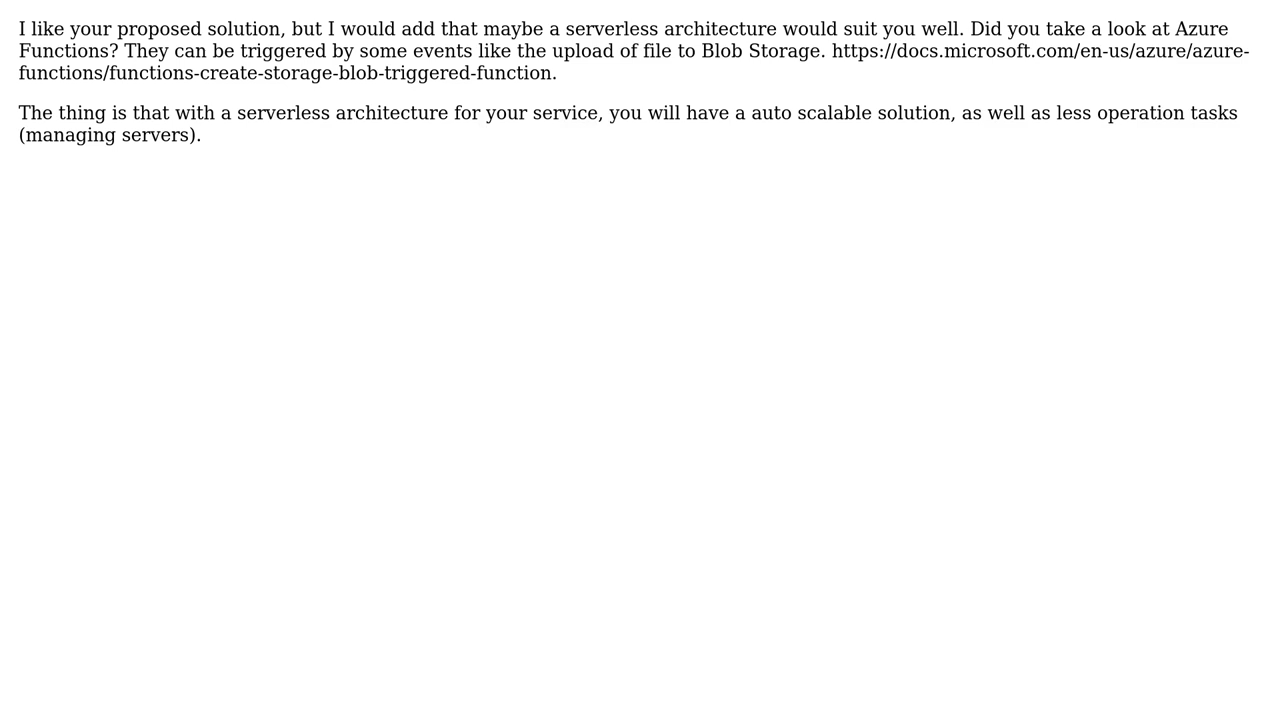 I like your proposed solution, but I would add that maybe a serverless architecture would suit you well. Did you take a look at Azure
Functions? They can be triggered by some events like the upload of file to Blob Storage. https://docs.microsoft.com/en-us/azure/azure-
functions/functions-create-storage-blob-triggered-function.
The thing is that with a serverless architecture for your service, you will have a auto scalable solution, as well as less operation tasks
(managing servers).